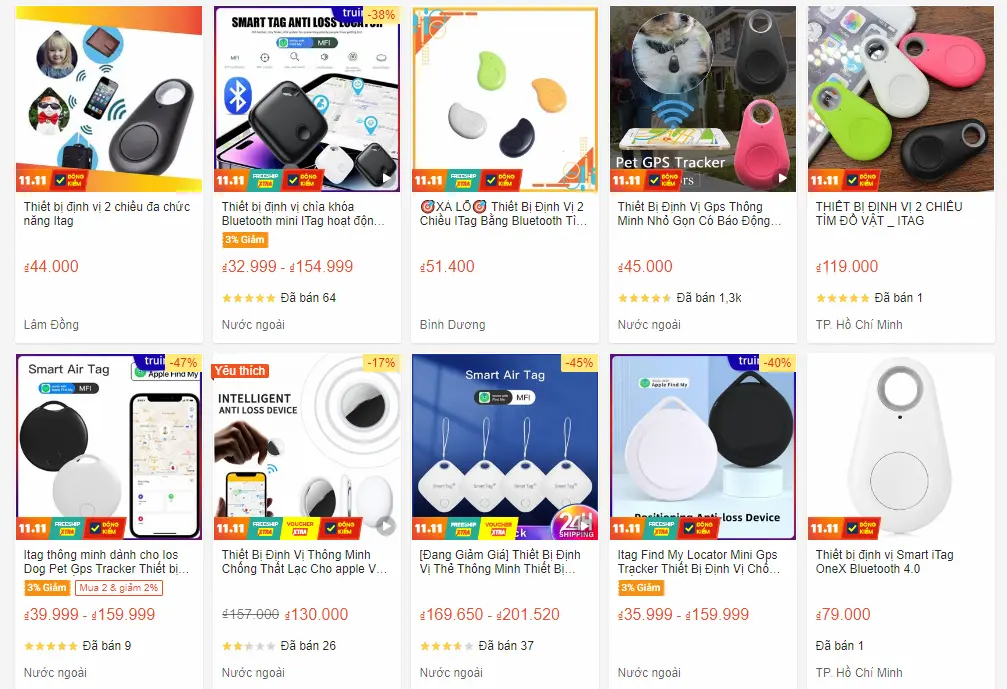 11.11
ĐỒNG KIỂM
Thiết bị định vị 2 chiều đa chức
năng Itag
₫44.000
Lâm Đồng
-38%
SMART TAG ANTI LOSS LOCATOR
MFI
11.11
FREESHIP XTRA
ĐỒNG KIỂM
Thiết bị định vị chìa khóa
Bluetooth mini ITag hoạt độn...
3% Giảm
₫32.999 - ₫154.999
Đã bán 64
Nước ngoài
11.11
FREESHIP XTRA
ĐỒNG KIỂM
🎯XẢ LỖ🎯 Thiết Bị Định Vị 2
Chiều ITag Bằng Bluetooth Tì...
₫51.400
Bình Dương
Pet GPS Tracker
11.11
ĐỒNG KIỂM
Thiết Bị Định Vị Gps Thông
Minh Nhỏ Gọn Có Báo Động...
₫45.000
Đã bán 1,3k
Nước ngoài
11.11
ĐỒNG KIỂM
THIẾT BỊ ĐỊNH VỊ 2 CHIỀU
TÌM ĐỒ VẬT _ ITAG
₫119.000
Đã bán 1
TP. Hồ Chí Minh
-47%
Smart Air Tag
Apple Find My
MFI
11.11
FREESHIP XTRA
ĐỒNG KIỂM
Itag thông minh dành cho Ios
Dog Pet Gps Tracker Thiết bị...
3% Giảm
Mua 2 & giảm 2%
₫39.999 - ₫159.999
Đã bán 9
Nước ngoài
Yêu thích
-17%
INTELLIGENT
ANTI LOSS DEVICE
11.11
FREESHIP XTRA
VOUCHER XTRA
ĐỒNG KIỂM
Thiết Bị Định Vị Thông Minh
Chống Thất Lạc Cho apple V...
₫157.000 ₫130.000
Đã bán 26
Nước ngoài
-45%
Smart Air Tag
MFI
11.11
FREESHIP XTRA
VOUCHER XTRA
24H
SHIPPING
[Đang Giảm Giá] Thiết Bị Định
Vị Thẻ Thông Minh Thiết Bị...
₫169.650 - ₫201.520
Đã bán 37
Nước ngoài
-40%
Apple Find My
Positioning Anti-loss Device
11.11
FREESHIP XTRA
ĐỒNG KIỂM
Itag Find My Locator Mini Gps
Tracker Thiết Bị Định Vị Chố...
3% Giảm
₫35.999 - ₫159.999
Nước ngoài
11.11
ĐỒNG KIỂM
Thiết bị định vị Smart iTag
OneX Bluetooth 4.0
₫79.000
Đã bán 1
TP. Hồ Chí Minh